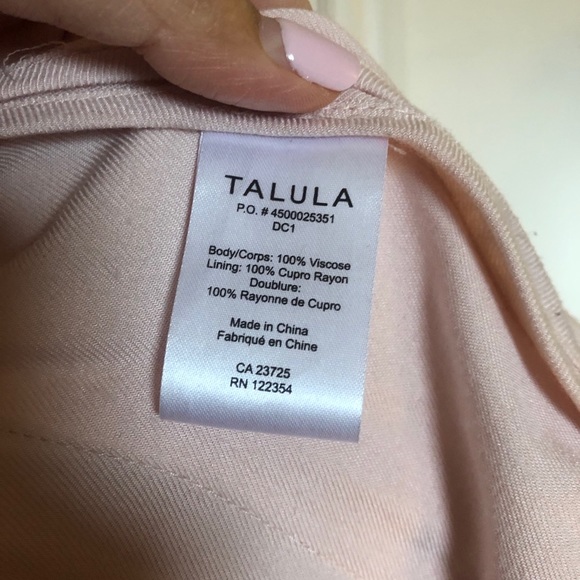 TALULA
P.O. # 4500025351
DC1
Body/Corps: 100% Viscose
Lining: 100% Cupro Rayon
Doublure:
100% Rayonne de Cupro
Made in China
Fabriqué en Chine
CA 23725
RN 122354